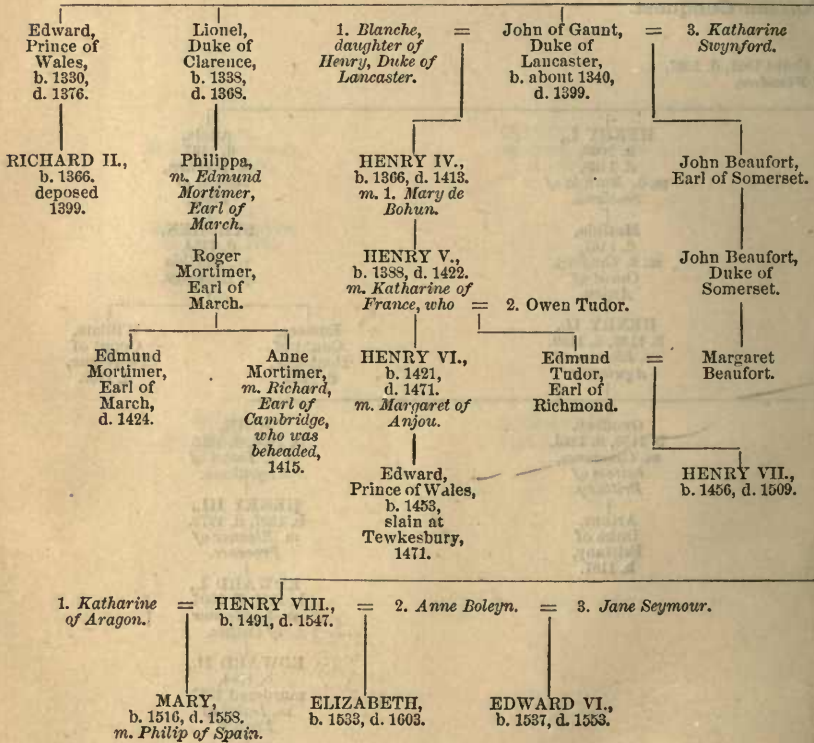 Edward,
Prince of
Wales,
b. 1330,
d. 1376.
Lionel,
Duke of
Clarence,
b. 1338,
d. 1368.
1. Blanche,
daughter of
Henry, Duke of
Lancaster.
=
John of Gaunt,
Duke of
Lancaster,
b. about 1340,
d. 1399.
=
3. Katharine
Swynford.
RICHARD II.,
b. 1366.
deposed
1399.
Philippa,
m. Edmund
Mortimer,
Earl of
March.
HENRY IV.,
b. 1366, d. 1413.
m. 1. Mary de
Bohun.
John Beaufort,
Earl of Somerset.
Roger
Mortimer,
Earl of
March.
HENRY V.,
b. 1388, d. 1422.
m. Katharine of
France, who = 2. Owen Tudor.
John Beaufort,
Duke of
Somerset.
Edmund
Mortimer,
Earl of
March,
d. 1424.
Anne
Mortimer,
m. Richard,
Earl of
Cambridge,
who was
beheaded,
1415.
HENRY VI.,
b. 1421,
d. 1471.
m. Margaret of
Anjou.
Edmund
Tudor,
Earl of
Richmond.
=
Margaret
Beaufort.
Edward,
Prince of Wales,
b. 1453,
slain at
Tewkesbury,
1471.
HENRY VII.,
b. 1456, d. 1509.
1. Katharine
of Aragon.
=
HENRY VIII.,
b. 1491, d. 1547.
= 2. Anne Boleyn. = 3. Jane Seymour.
MARY,
b. 1516, d. 1558.
m. Philip of Spain.
ELIZABETH,
b. 1533, d. 1603.
EDWARD VI.,
b. 1537, d. 1553.